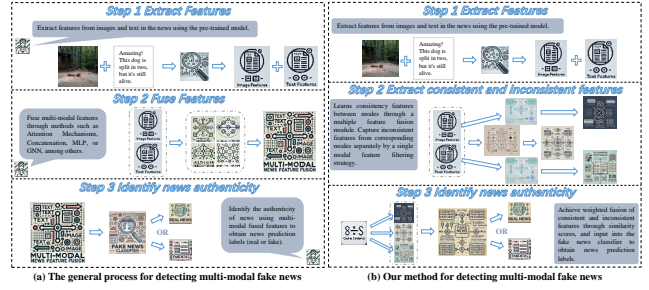 Step 1 Extract Features
Extract features from images and text in the news using the pre-trained model.
Amazing!
This dog is
split in two,
but it's still
alive.
Image Features
Text Features
Step 2 Fuse Features
Fuse multi-modal features
through methods such as
Attention Mechanisms,
Concatenation, MLP, or
GNN, among others.
Image Features
Text Features
MULTI-MODAL
NEWS FEATURE FUSION
Step 3 Identify news authenticity
MULTI-MODAL
NEWS FEATURE FUSION
FAKE NEWS
CLASSIFIER
REAL NEWS
OR
Identify the authenticity
of news using multi-
modal fused features to
obtain news prediction
labels (real or fake).
(a) The general process for detecting multi-modal fake news
Step 1 Extract Features
Extract features from images and text in the news using the pre-trained model.
Amazing!
This dog is
split in two,
but it's still
alive.
Image Features
Text Features
Step 2 Extract consistent and inconsistent features
Learns consistency features
between modes through a
multiple feature fusion
module. Capture inconsistent
features from corresponding
modes separately by a single
modal feature filtering
strategy.
Image Features
Text Features
Step 3 Identify news authenticity
REAL NEWS
OR
Achieve weighted fusion of
consistent and inconsistent
features through similarity
scores, and input into the
fake news classifier to
obtain news prediction
labels.
(b) Our method for detecting multi-modal fake news